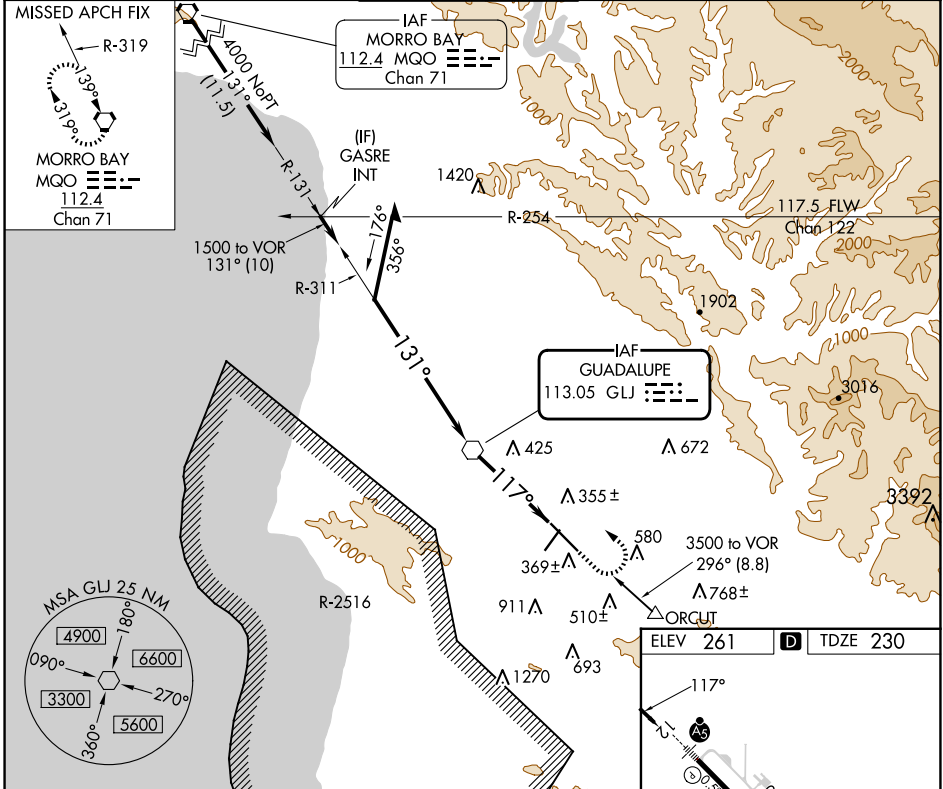 MISSED APCH FIX
R-319
139°
319°
MORRO BAY
MQO
112.4
Chan 71
IAF
MORRO BAY
112.4 MQO
Chan 71
4000 NoPT
131°
(11.5)
R-131
(IF)
GASRE
INT
1420
R-254
117.5 FLW
Chan 122
1500 to VOR
131° (10)
R-311
176°
356°
131°
2000
1000
1000
2000
1902
1000
3016
IAF
GUADALUPE
113.05 GLJ
425
672
117°
355±
3392
369±
580
3500 to VOR
296° (8.8)
911
510±
768±
ORCUT
693
1270
1000
R-2516
MSA GLJ 25 NM
180°
4900
090°
6600
3300
270°
360°
5600
ELEV 261
D
TDZE 230
117°
12
A5
P